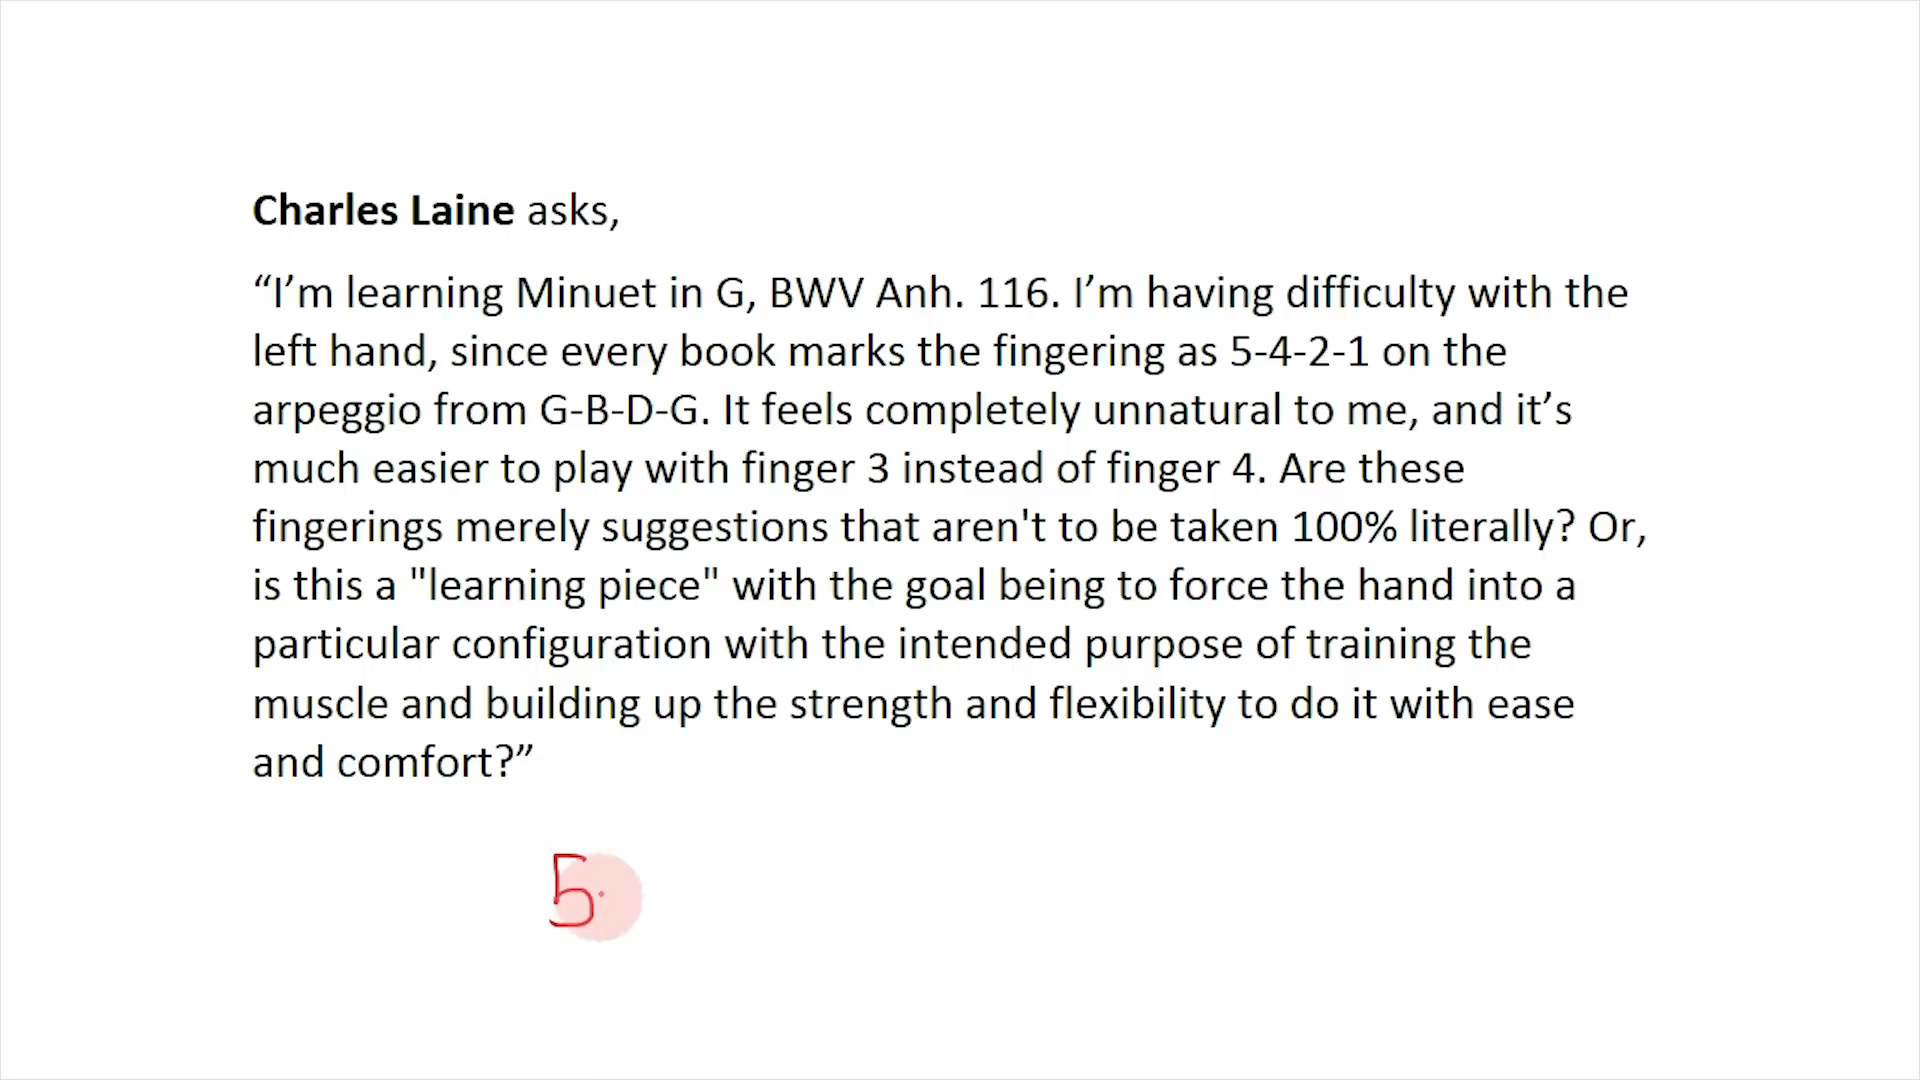 Charles Laine asks,
“I’m learning Minuet in G, BWV Anh. 116. I’m having difficulty with the
left hand, since every book marks the fingering as 5-4-2-1 on the
arpeggio from G-B-D-G. It feels completely unnatural to me, and it’s
much easier to play with finger 3 instead of finger 4. Are these
fingerings merely suggestions that aren't to be taken 100% literally? Or,
is this a "learning piece" with the goal being to force the hand into a
particular configuration with the intended purpose of training the
muscle and building up the strength and flexibility to do it with ease
and comfort?”
5